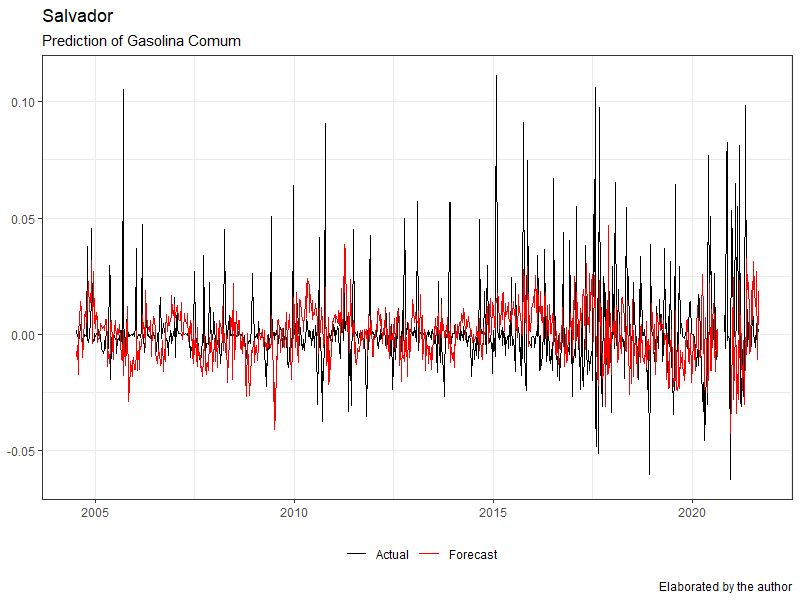 Salvador
Prediction of Gasolina Comum
0.10
0.05
0.00
-0.05
2005 2010 2015 2020
Actual Forecast
Elaborated by the author